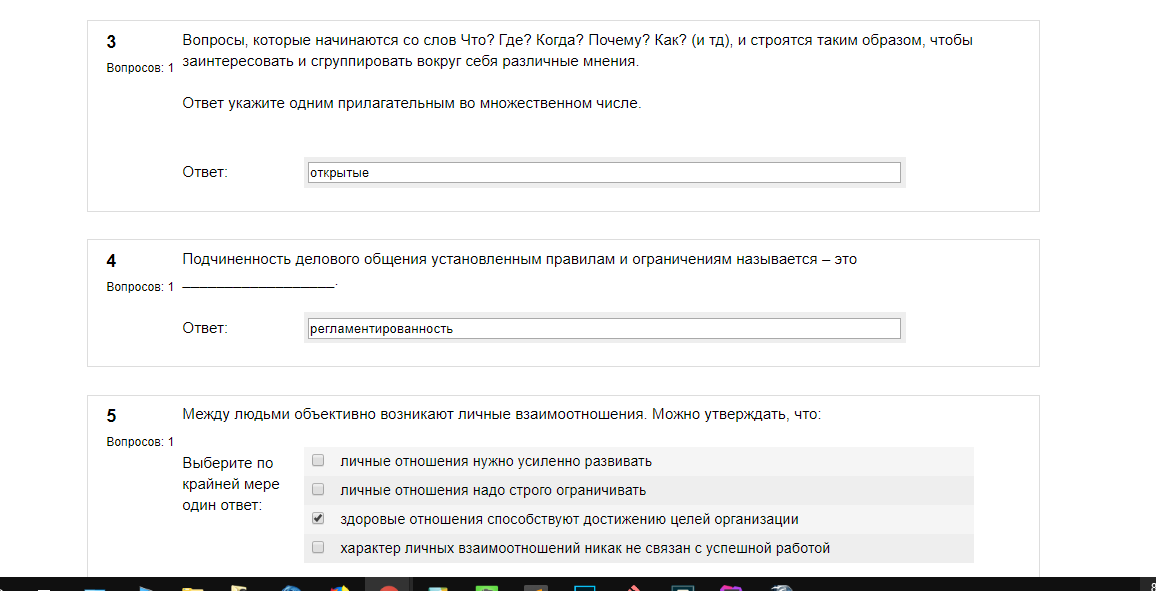 3
Вопросов: 1
Вопросы, которые начинаются со слов Что? Где? Когда? Почему? Как? (и тд), и строятся таким образом, чтобы
заинтересовать и сгруппировать вокруг себя различные мнения.
Ответ укажите одним прилагательным во множественном числе.
Ответ:
открытые
4
Вопросов: 1
Подчиненность делового общения установленным правилам и ограничениям называется – это
___________________.
Ответ:
регламентированность
5
Вопросов: 1
Между людьми объективно возникают личные взаимоотношения. Можно утверждать, что:
Выберите по
крайней мере
один ответ:
личные отношения нужно усиленно развивать
личные отношения надо строго ограничивать
здоровые отношения способствуют достижению целей организации
характер личных взаимоотношений никак не связан с успешной работой